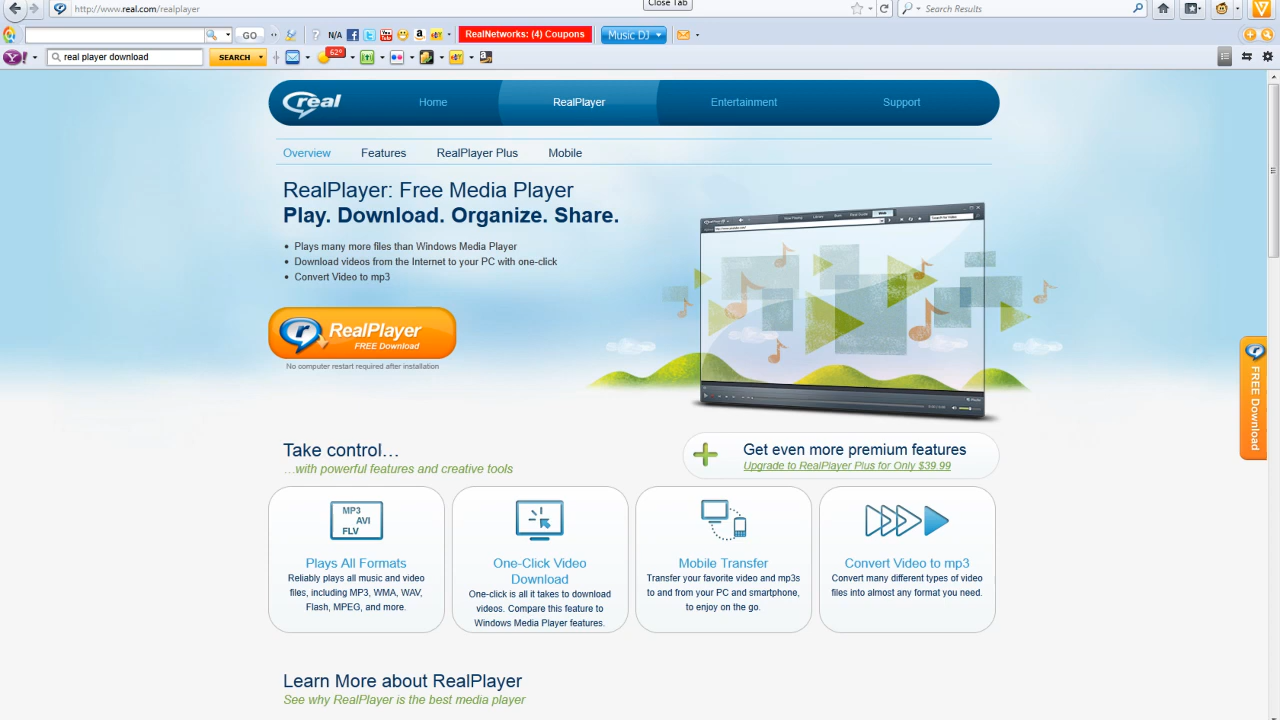 Close Tab
http://www.real.com/realplayer
Search Results
GO
N/A
RealNetworks: (4) Coupons
Music DJ
Y!
real player download
SEARCH
62°
real
Home
RealPlayer
Entertainment
Support
Overview
Features
RealPlayer Plus
Mobile
RealPlayer: Free Media Player
Play. Download. Organize. Share.
• Plays many more files than Windows Media Player
• Download videos from the Internet to your PC with one-click
• Convert Video to mp3
RealPlayer
FREE Download
No computer restart required after installation
FREE Download
Take control…
…with powerful features and creative tools
Get even more premium features
Upgrade to RealPlayer Plus for Only $39.99
MP3
AVI
FLV
Plays All Formats
Reliably plays all music and video
files, including MP3, WMA, WAV,
Flash, MPEG, and more.
One-Click Video
Download
One-click is all it takes to download
videos. Compare this feature to
Windows Media Player features.
Mobile Transfer
Transfer your favorite video and mp3s
to and from your PC and smartphone,
to enjoy on the go.
Convert Video to mp3
Convert many different types of video
files into almost any format you need.
Learn More about RealPlayer
See why RealPlayer is the best media player